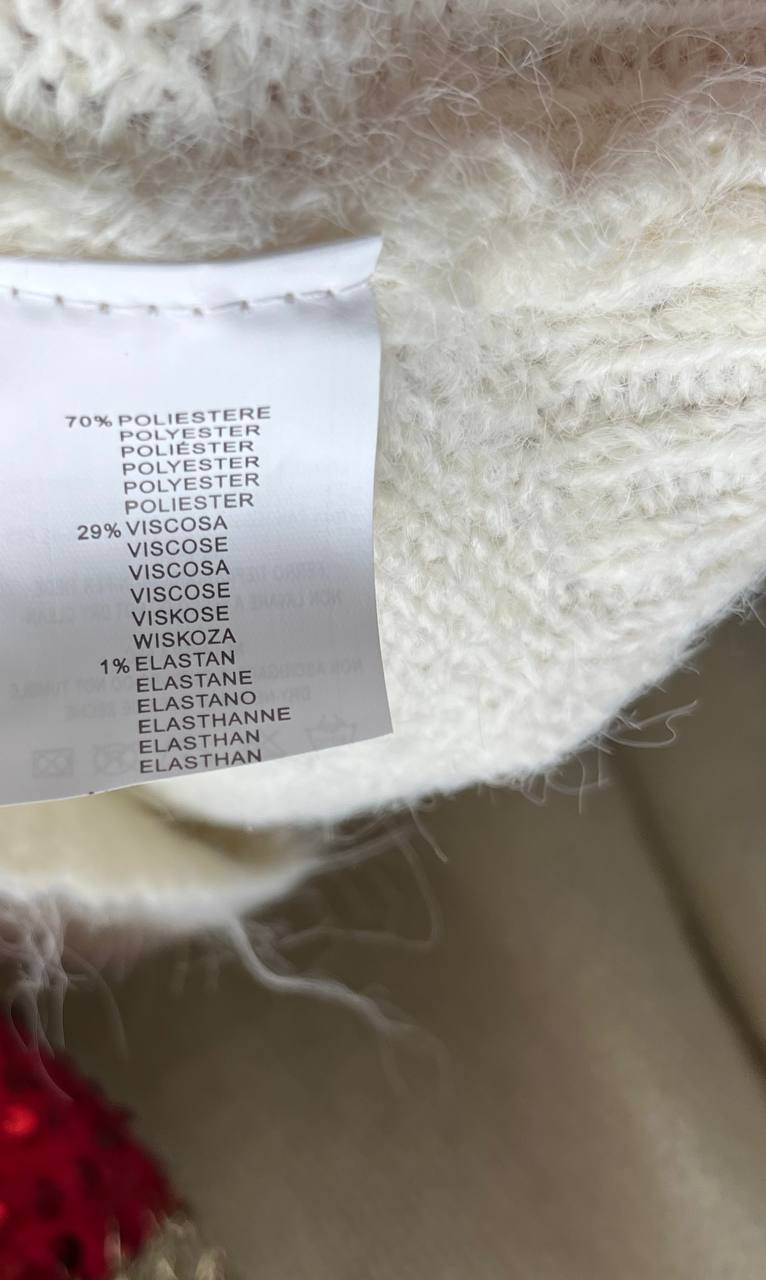 70% POLIESTERE
POLYESTER
POLIÉSTER
POLYESTER
POLYESTER
POLIESTER
29% VISCOSA
VISCOSE
VISCOSA
VISCOSE
VISKOSE
WISKOZA
1% ELASTAN
ELASTANE
ELASTANO
ELASTHANNE
ELASTHAN
ELASTHAN